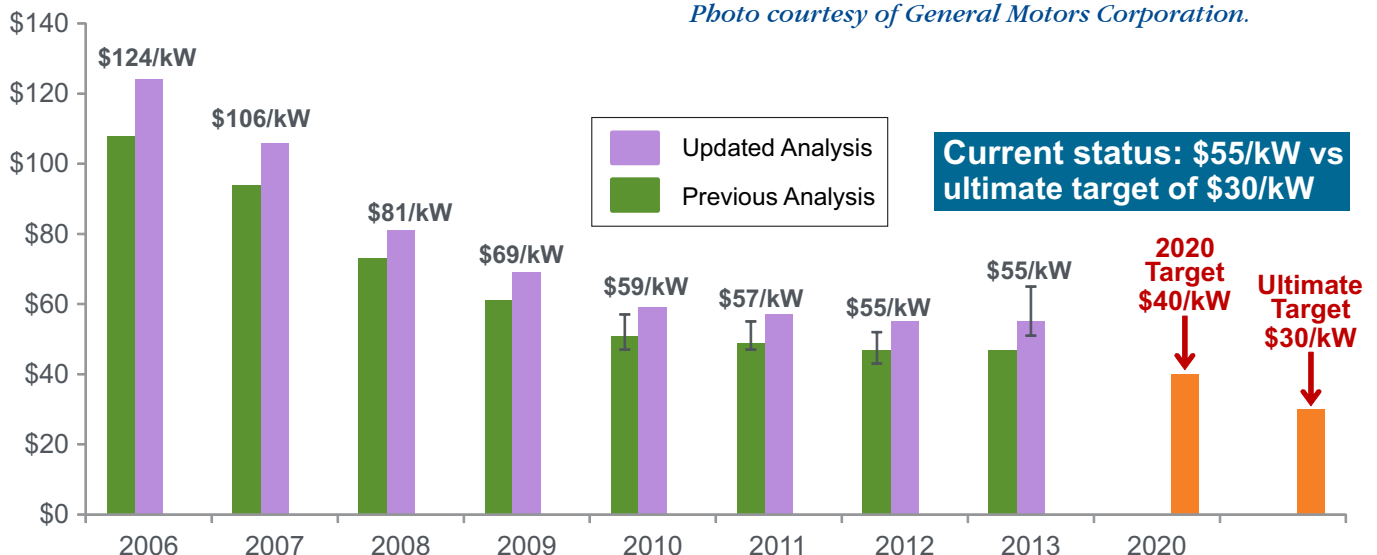 Photo courtesy of General Motors Corporation.
$140
$120
$100
$80
$60
$40
$20
$0
$124/kW
$106/kW
$81/kW
$69/kW
$59/kW
$57/kW
$55/kW
$55/kW
Updated Analysis
Previous Analysis
Current status: $55/kW vs
ultimate target of $30/kW
2020
Target
$40/kW
Ultimate
Target
$30/kW
2006
2007
2008
2009
2010
2011
2012
2013
2020